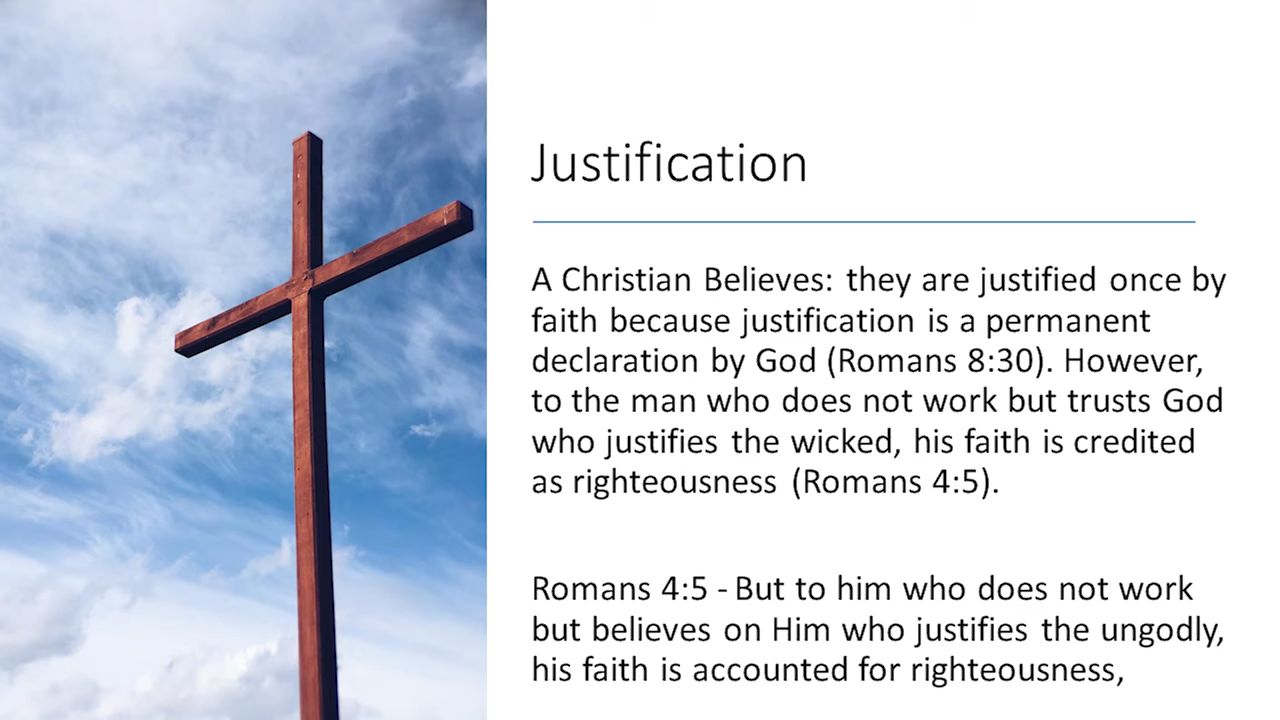 Justification
A Christian Believes: they are justified once by
faith because justification is a permanent
declaration by God (Romans 8:30). However,
to the man who does not work but trusts God
who justifies the wicked, his faith is credited
as righteousness (Romans 4:5).
Romans 4:5 - But to him who does not work
but believes on Him who justifies the ungodly,
his faith is accounted for righteousness,